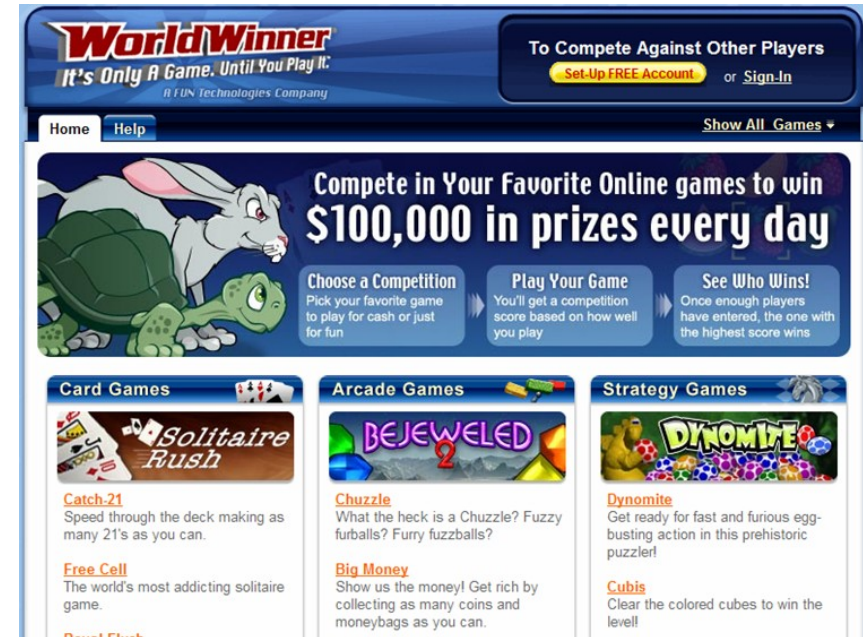 WorldWinner
It's Only A Game. Until You Play It.
A FUN Technologies Company
To Compete Against Other Players
Set-Up FREE Account or Sign-In
Home Help
Show All Games
Compete in Your Favorite Online games to win
$100,000 in prizes every day
Choose a Competition
Pick your favorite game
to play for cash or just
for fun
Play Your Game
You'll get a competition
score based on how well
you play
See Who Wins!
Once enough players
have entered, the one with
the highest score wins
Card Games
Solitaire
Rush
Catch-21
Speed through the deck making as
many 21's as you can.
Free Cell
The world's most addicting solitaire
game.
Royal Flush
Arcade Games
BEJEWELED
2
Chuzzle
What the heck is a Chuzzle? Fuzzy
furballs? Furry fuzzballs?
Big Money
Show us the money! Get rich by
collecting as many coins and
moneybags as you can.
Strategy Games
DYNOMITE
Dynomite
Get ready for fast and furious egg-
busting action in this prehistoric
puzzler!
Cubis
Clear the colored cubes to win the
level!